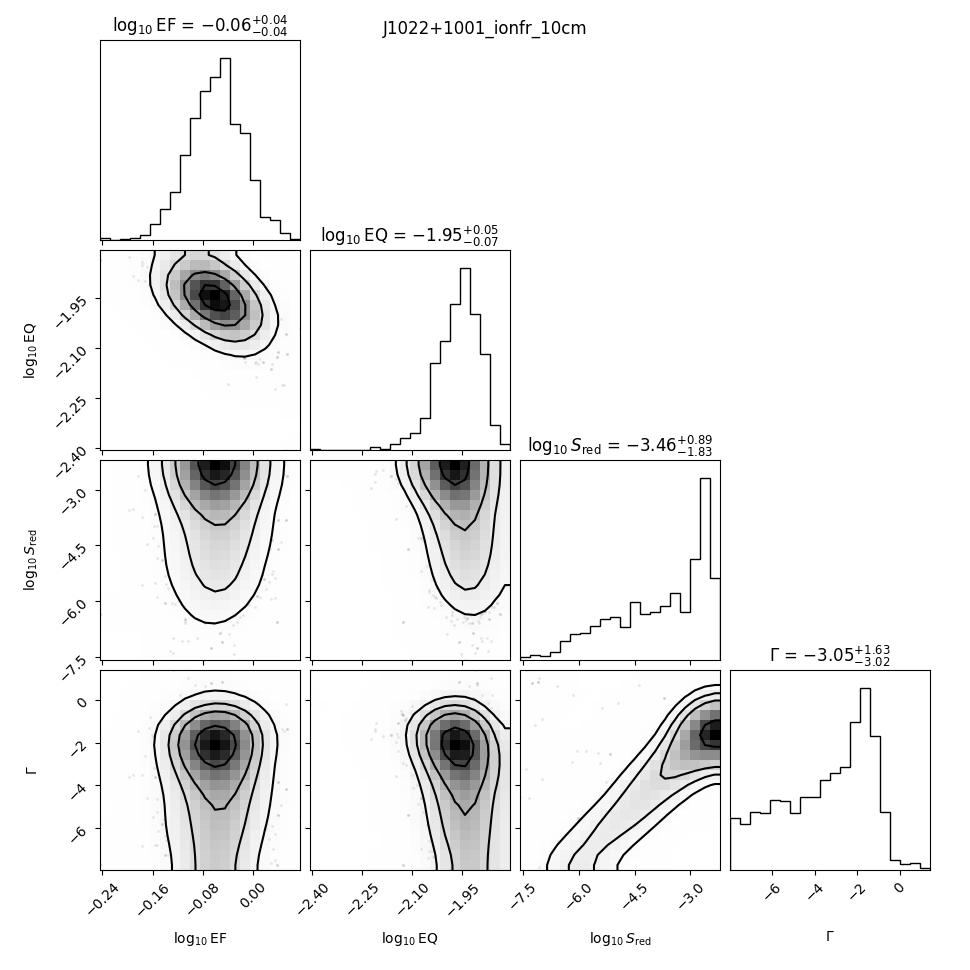 J1022+1001_ionfr_10cm
log₁₀ EF = −0.06⁺⁰·⁰⁴₋₀.₀₄
log₁₀ EQ = −1.95⁺⁰·⁰⁵₋₀.₀₇
−1.95
−2.10
−2.25
−2.40
log₁₀ EQ
log₁₀ S_red = −3.46⁺⁰·⁸⁹₋₁.₈₃
−3.0
−4.5
−6.0
−7.5
log₁₀ S_red
Γ = −3.05⁺¹·⁶³₋₃.₀₂
0
−2
−4
−6
Γ
−0.24 −0.16 −0.08 0.00
−2.40 −2.25 −2.10 −1.95
−7.5 −6.0 −4.5 −3.0
−6 −4 −2 0
log₁₀ EF
log₁₀ EQ
log₁₀ S_red
Γ